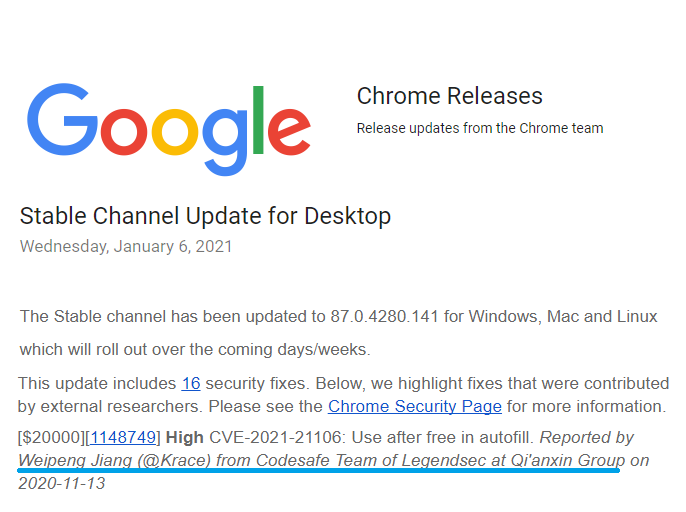 Google
Chrome Releases
Release updates from the Chrome team
Stable Channel Update for Desktop
Wednesday, January 6, 2021
The Stable channel has been updated to 87.0.4280.141 for Windows, Mac and Linux
which will roll out over the coming days/weeks.
This update includes 16 security fixes. Below, we highlight fixes that were contributed
by external researchers. Please see the Chrome Security Page for more information.
[$20000][1148749] High CVE-2021-21106: Use after free in autofill. Reported by
Weipeng Jiang (@Krace) from Codesafe Team of Legendsec at Qi'anxin Group on
2020-11-13